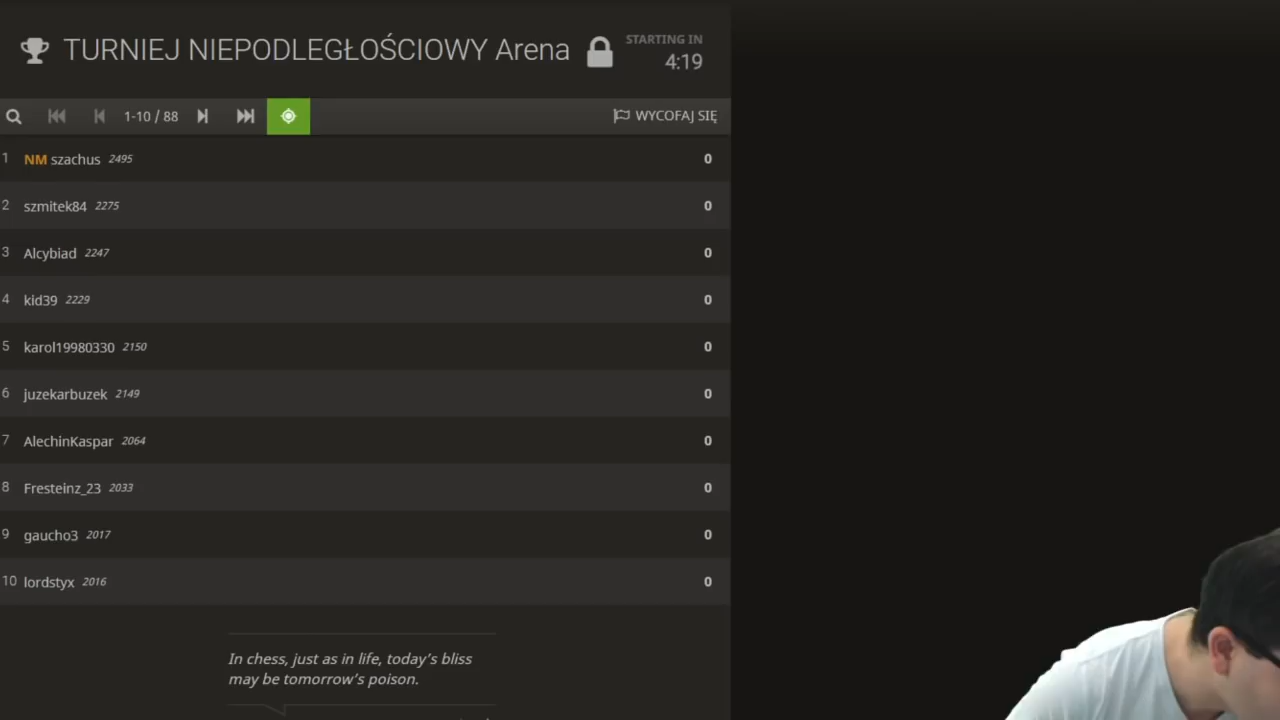 TURNIEJ NIEPODLEGŁOŚCIOWY Arena
STARTING IN
4:19
1-10 / 88
WYCOFAJ SIĘ
1 NM szachus 2495 0
2 szmitek84 2275 0
3 Alcybiad 2247 0
4 kid39 2229 0
5 karol19980330 2150 0
6 juzekarbuzek 2149 0
7 AlechinKaspar 2064 0
8 Fresteinz_23 2033 0
9 gaucho3 2017 0
10 lordstyx 2016 0
In chess, just as in life, today's bliss
may be tomorrow's poison.